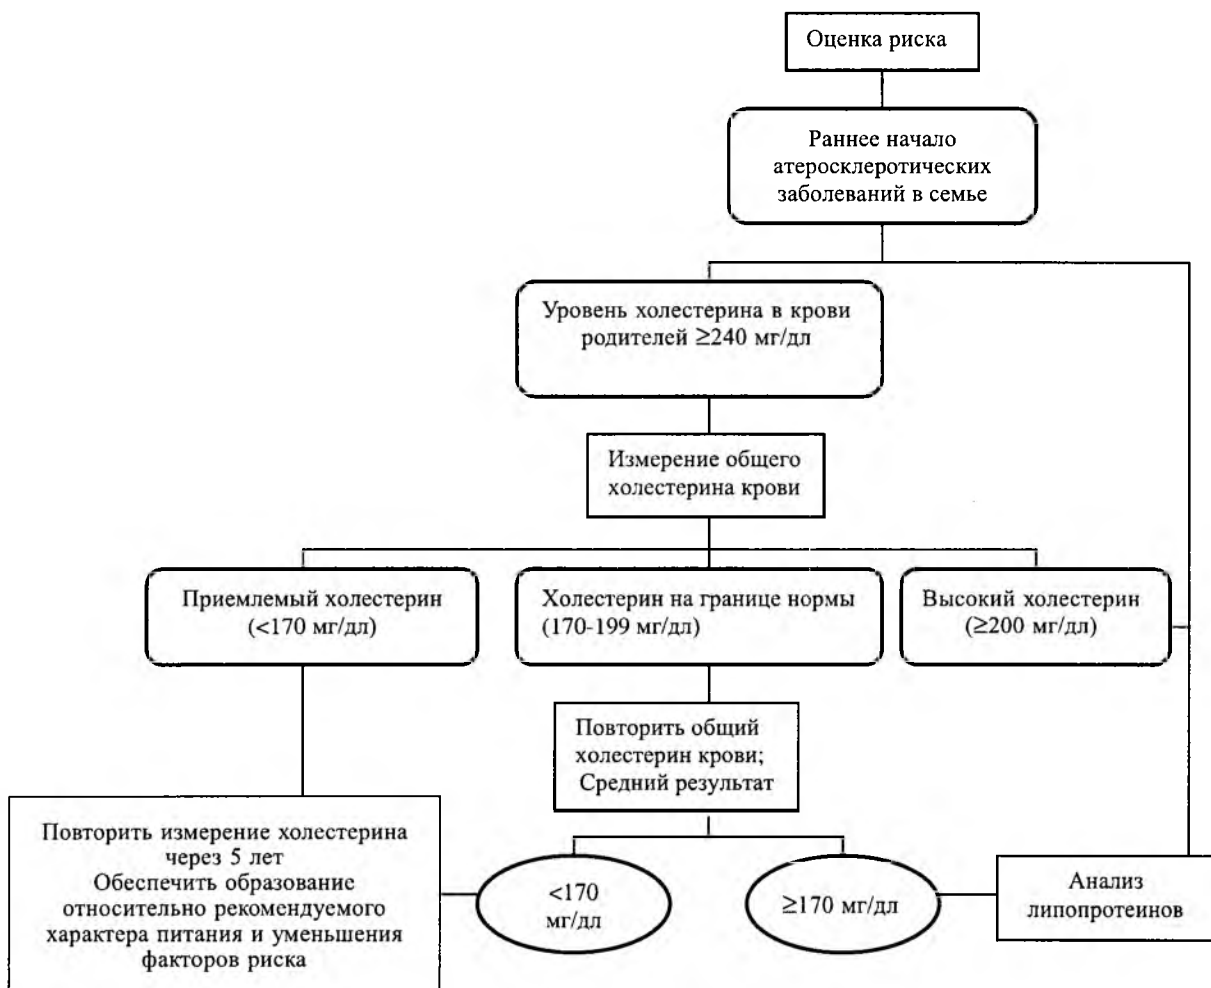 Оценка риска
Раннее начало
атеросклеротических
заболеваний в семье
Уровень холестерина в крови
родителей ≥240 мг/дл
Измерение общего
холестерина крови
Приемлемый холестерин
(<170 мг/дл)
Холестерин на границе нормы
(170-199 мг/дл)
Высокий холестерин
(≥200 мг/дл)
Повторить общий
холестерин крови;
Средний результат
Повторить измерение холестерина
через 5 лет
Обеспечить образование
относительно рекомендуемого
характера питания и уменьшения
факторов риска
<170
мг/дл
≥170 мг/дл
Анализ
липопротеинов